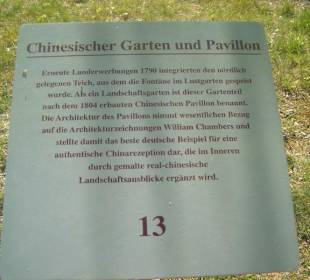 Chinesischer Garten und Pavillon
Erneute Landerwerbungen 1790 integrierten den nördlich
gelegenen Teich, aus dem die Fontäne im Lustgarten gespeist
wurde. Als ein Landschaftsgarten ist dieser Gartenteil
nach dem 1804 erbauten Chinesischen Pavillon benannt.
Die Architektur des Pavillons nimmt wesentlichen Bezug
auf die Architekturzeichnungen William Chambers und
stellte damit das beste deutsche Beispiel für eine
authentische Chinarezeption dar, die im Inneren
durch gemalte real-chinesische
Landschaftsausblicke ergänzt wird.
13